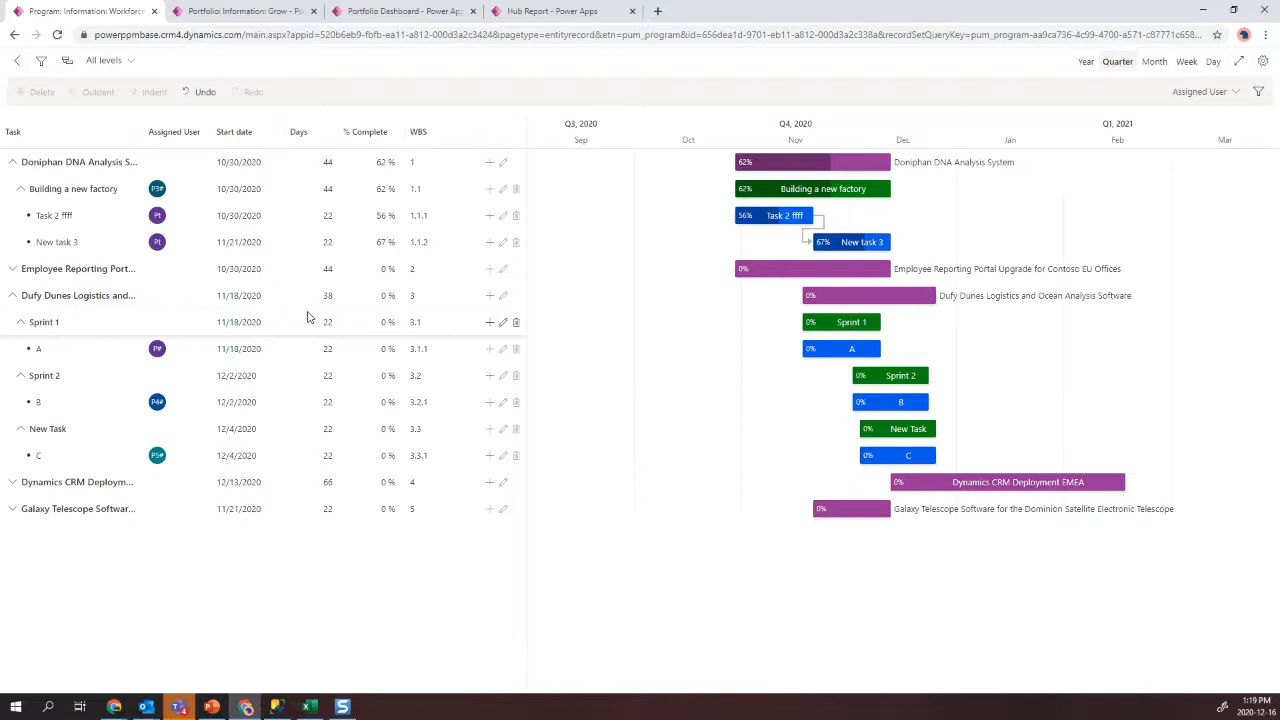 Program: Information: Workforce Portfolio: Information: Grow - P Portfolio Dashboard - Power Ap Hub Report - Power Apps
powerppmbase.crm4.dynamics.com/main.aspx?appid=520b6eb9-fbfb-ea11-a812-000d3a2c3424&pagetype=entityrecord&etn=pum_program&id=656dea1d-9701-eb11-a812-000d3a2c338a&recordSetQueryKey=pum_program-aa9ca736-4c99-4700-a571-c87771c658...
All levels Year Quarter Month Week Day
Delete Outdent Indent Undo Redo Assigned User
Q3, 2020 Q4, 2020 Q1, 2021
Task Assigned User Start date Days % Complete WBS Sep Oct Nov Dec Jan Feb Mar
Doniphan DNA Analysis S... 10/30/2020 44 62 % 1 62% Doniphan DNA Analysis System
Building a new factory P3# 10/30/2020 44 62 % 1.1 62% Building a new factory
Task 2 ffff Pt 10/30/2020 22 56 % 1.1.1 56% Task 2 ffff
New task 3 Pt 11/21/2020 22 67 % 1.1.2 67% New task 3
Employee Reporting Port... 10/30/2020 44 0 % 2 0% Employee Reporting Portal Upgrade for Contoso EU Offices
Dufy Dunes Logistics and... 11/18/2020 38 0 % 3 0% Dufy Dunes Logistics and Ocean Analysis Software
Sprint 1 11/18/2020 22 0 % 3.1 0% Sprint 1
A P# 11/18/2020 22 0 % 3.1.1 0% A
Sprint 2 12/2/2020 22 0 % 3.2 0% Sprint 2
B P4# 12/2/2020 22 0 % 3.2.1 0% B
New Task 12/4/2020 22 0 % 3.3 0% New Task
C P5# 12/4/2020 22 0 % 3.3.1 0% C
Dynamics CRM Deploym... 12/13/2020 66 0 % 4 0% Dynamics CRM Deployment EMEA
Galaxy Telescope Softwar... 11/21/2020 22 0 % 5 0% Galaxy Telescope Software for the Dominion Satellite Electronic Telescope
1:19 PM
2020-12-16